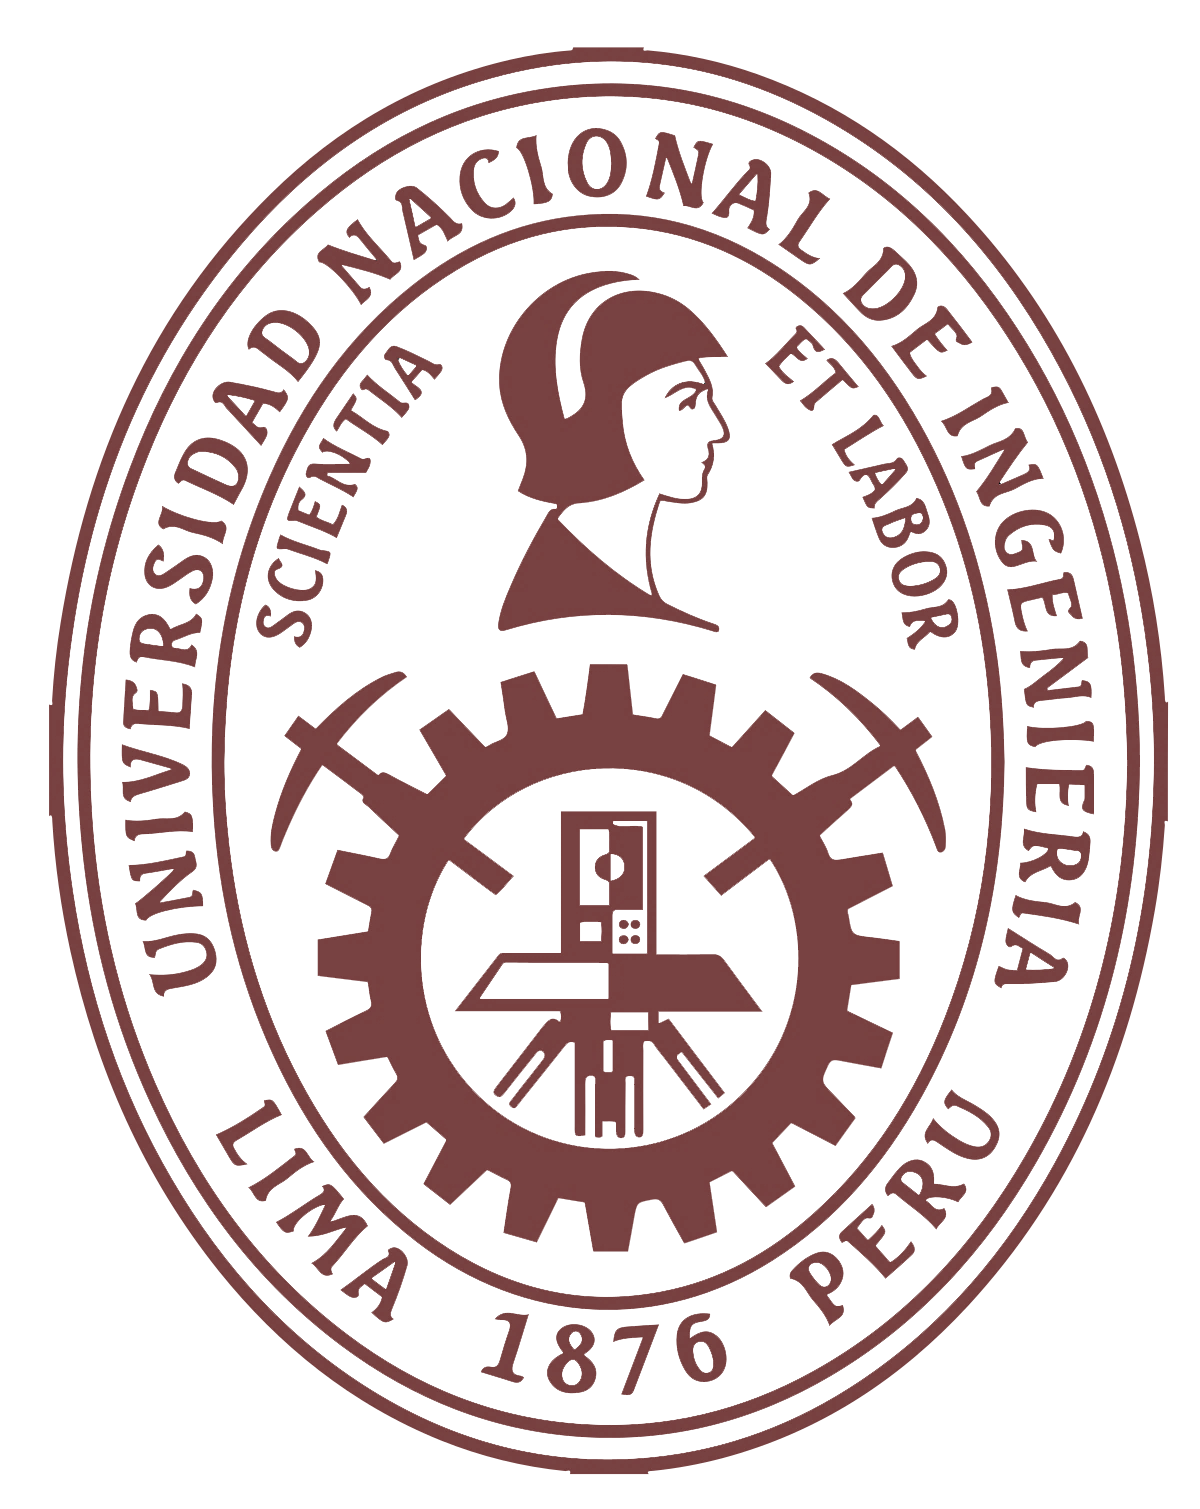 UNIVERSIDAD NACIONAL DE INGENIERIA
SCIENTIA ET LABOR
LIMA 1876 PERU